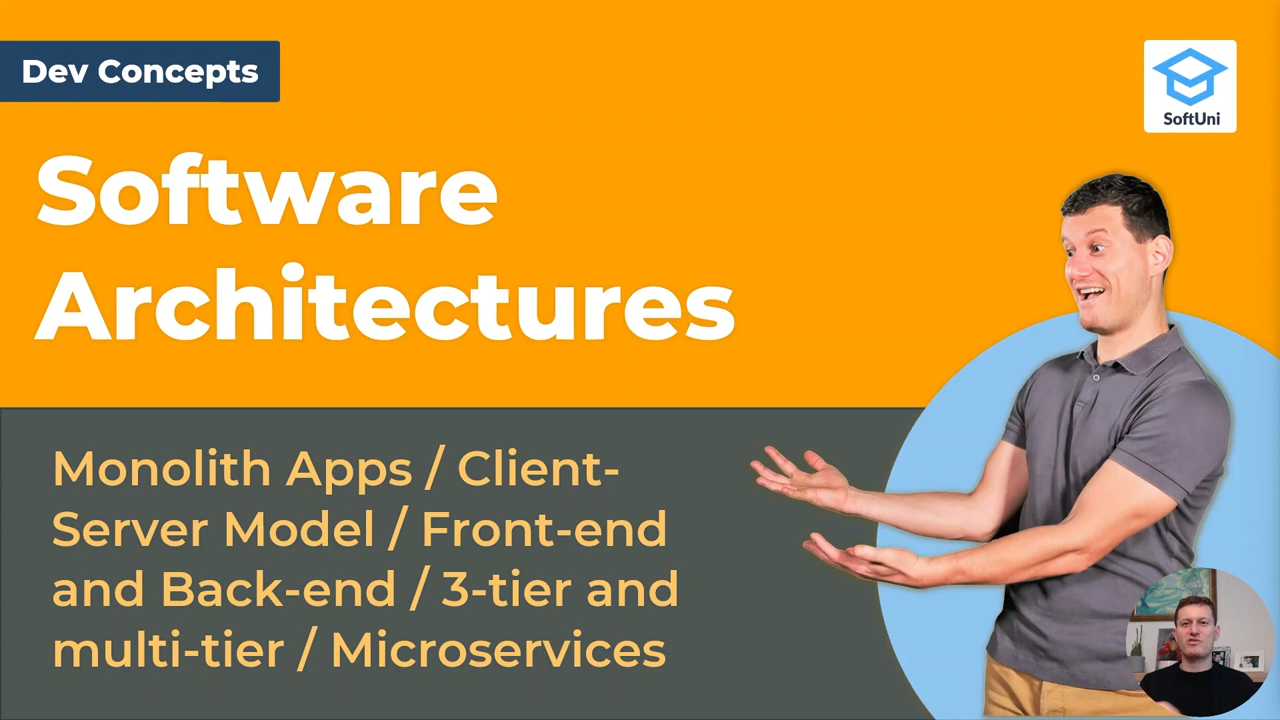 Dev Concepts
SoftUni
Software
Architectures
Monolith Apps / Client-
Server Model / Front-end
and Back-end / 3-tier and
multi-tier / Microservices